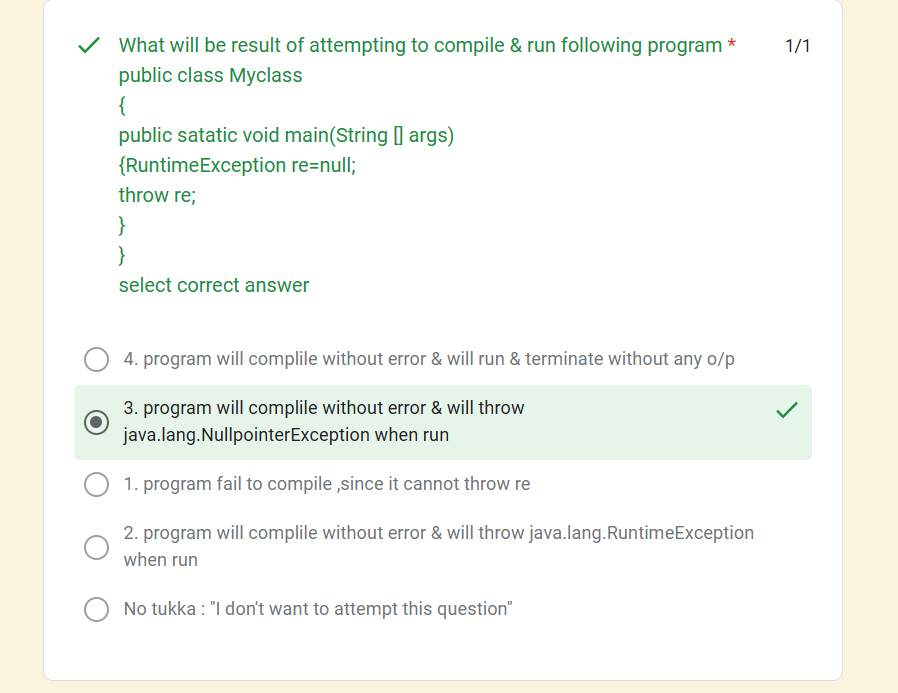 What will be result of attempting to compile & run following program * 1/1
public class Myclass
{
public satatic void main(String [] args)
{RuntimeException re=null;
throw re;
}
}
select correct answer
4. program will complile without error & will run & terminate without any o/p
3. program will complile without error & will throw
java.lang.NullpointerException when run
1. program fail to compile ,since it cannot throw re
2. program will complile without error & will throw java.lang.RuntimeException
when run
No tukka : "I don't want to attempt this question"